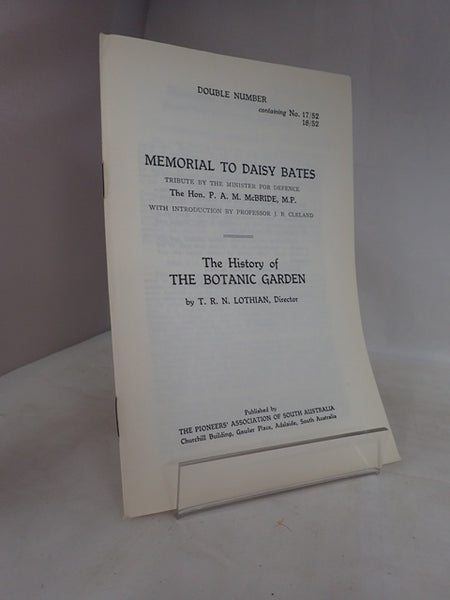 DOUBLE NUMBER
containing No. 17/52
18/52
MEMORIAL TO DAISY BATES
TRIBUTE BY THE MINISTER FOR DEFENCE
The Hon. P. A. M. McBRIDE, M.P.
WITH INTRODUCTION BY PROFESSOR J. B. CLELAND
The History of
THE BOTANIC GARDEN
by T. R. N. LOTHIAN, Director
Published by
THE PIONEERS' ASSOCIATION OF SOUTH AUSTRALIA
Churchill Building, Gawler Place, Adelaide, South Australia